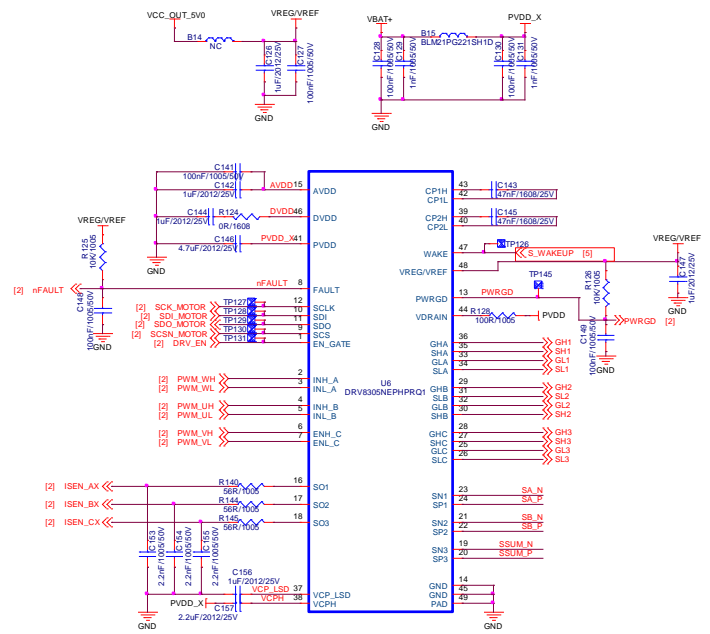 VCC_OUT_5V0
VREG/VREF
B14
NC
C126
1uF/2012/25V
C127
100nF/1005/50V
GND
VBAT+
B15
BLM21PG221SH1D
PVDD_X
C128
100nF/1005/50V
C129
1nF/1005/50V
C130
100nF/1005/50V
C131
1nF/1005/50V
GND
C141
100nF/1005/50V
C142
1uF/2012/25V
AVDD 15 AVDD
C144
1uF/2012/25V
R124
0R/1608
DVDD 46 DVDD
C146
4.7uF/2012/25V
PVDD_X 41 PVDD
GND
VREG/VREF
R125
10K/1005
[2] nFAULT
nFAULT 8 FAULT
C148
100nF/1005/50V
GND
[2] SCK_MOTOR TP127 12 SCLK
[2] SDI_MOTOR TP128 10 SDI
[2] SDO_MOTOR TP129 11 SDO
[2] SCSN_MOTOR TP130 9 SCS
[2] DRV_EN TP131 1 EN_GATE
[2] PWM_WH 2 INH_A
[2] PWM_WL 3 INL_A
[2] PWM_UH 4 INH_B
[2] PWM_UL 5 INL_B
[2] PWM_VH 6 ENH_C
[2] PWM_VL 7 ENL_C
[2] ISEN_AX R140 56R/1005 16 SO1
[2] ISEN_BX R144 56R/1005 17 SO2
[2] ISEN_CX R145 56R/1005 18 SO3
C153
2.2nF/1005/50V
C154
2.2nF/1005/50V
C155
2.2nF/1005/50V
C156
1uF/2012/25V
VCP_LSD 37 VCP_LSD
PVDD_X
VCPH 38 VCPH
C157
2.2uF/2012/25V
GND
U6
DRV8305NEPHPRQ1
CP1H 43
CP1L 42
C143
47nF/1608/25V
CP2H 39
CP2L 40
C145
47nF/1608/25V
WAKE 47
TP126
S_WAKEUP [5]
VREG/VREF 48
VREG/VREF
C147
1uF/2012/25V
GND
TP145
PWRGD 13 PWRGD
R126
10K/1005
PWRGD [2]
C149
100nF/1005/50V
GND
VDRAIN 44
R128
100R/1005
PVDD
GHA 36 GH1
SHA 35 SH1
GLA 33 GL1
SLA 34 SL1
GHB 29 GH2
SLB 31 SL2
GLB 32 GL2
SHB 30 SH2
GHC 28 GH3
SHC 27 SH3
GLC 25 GL3
SLC 26 SL3
SN1 23 SA_N
SP1 24 SA_P
SN2 21 SB_N
SP2 22 SB_P
SN3 19 SSUM_N
SP3 20 SSUM_P
GND 14
GND 45
PAD 49
GND